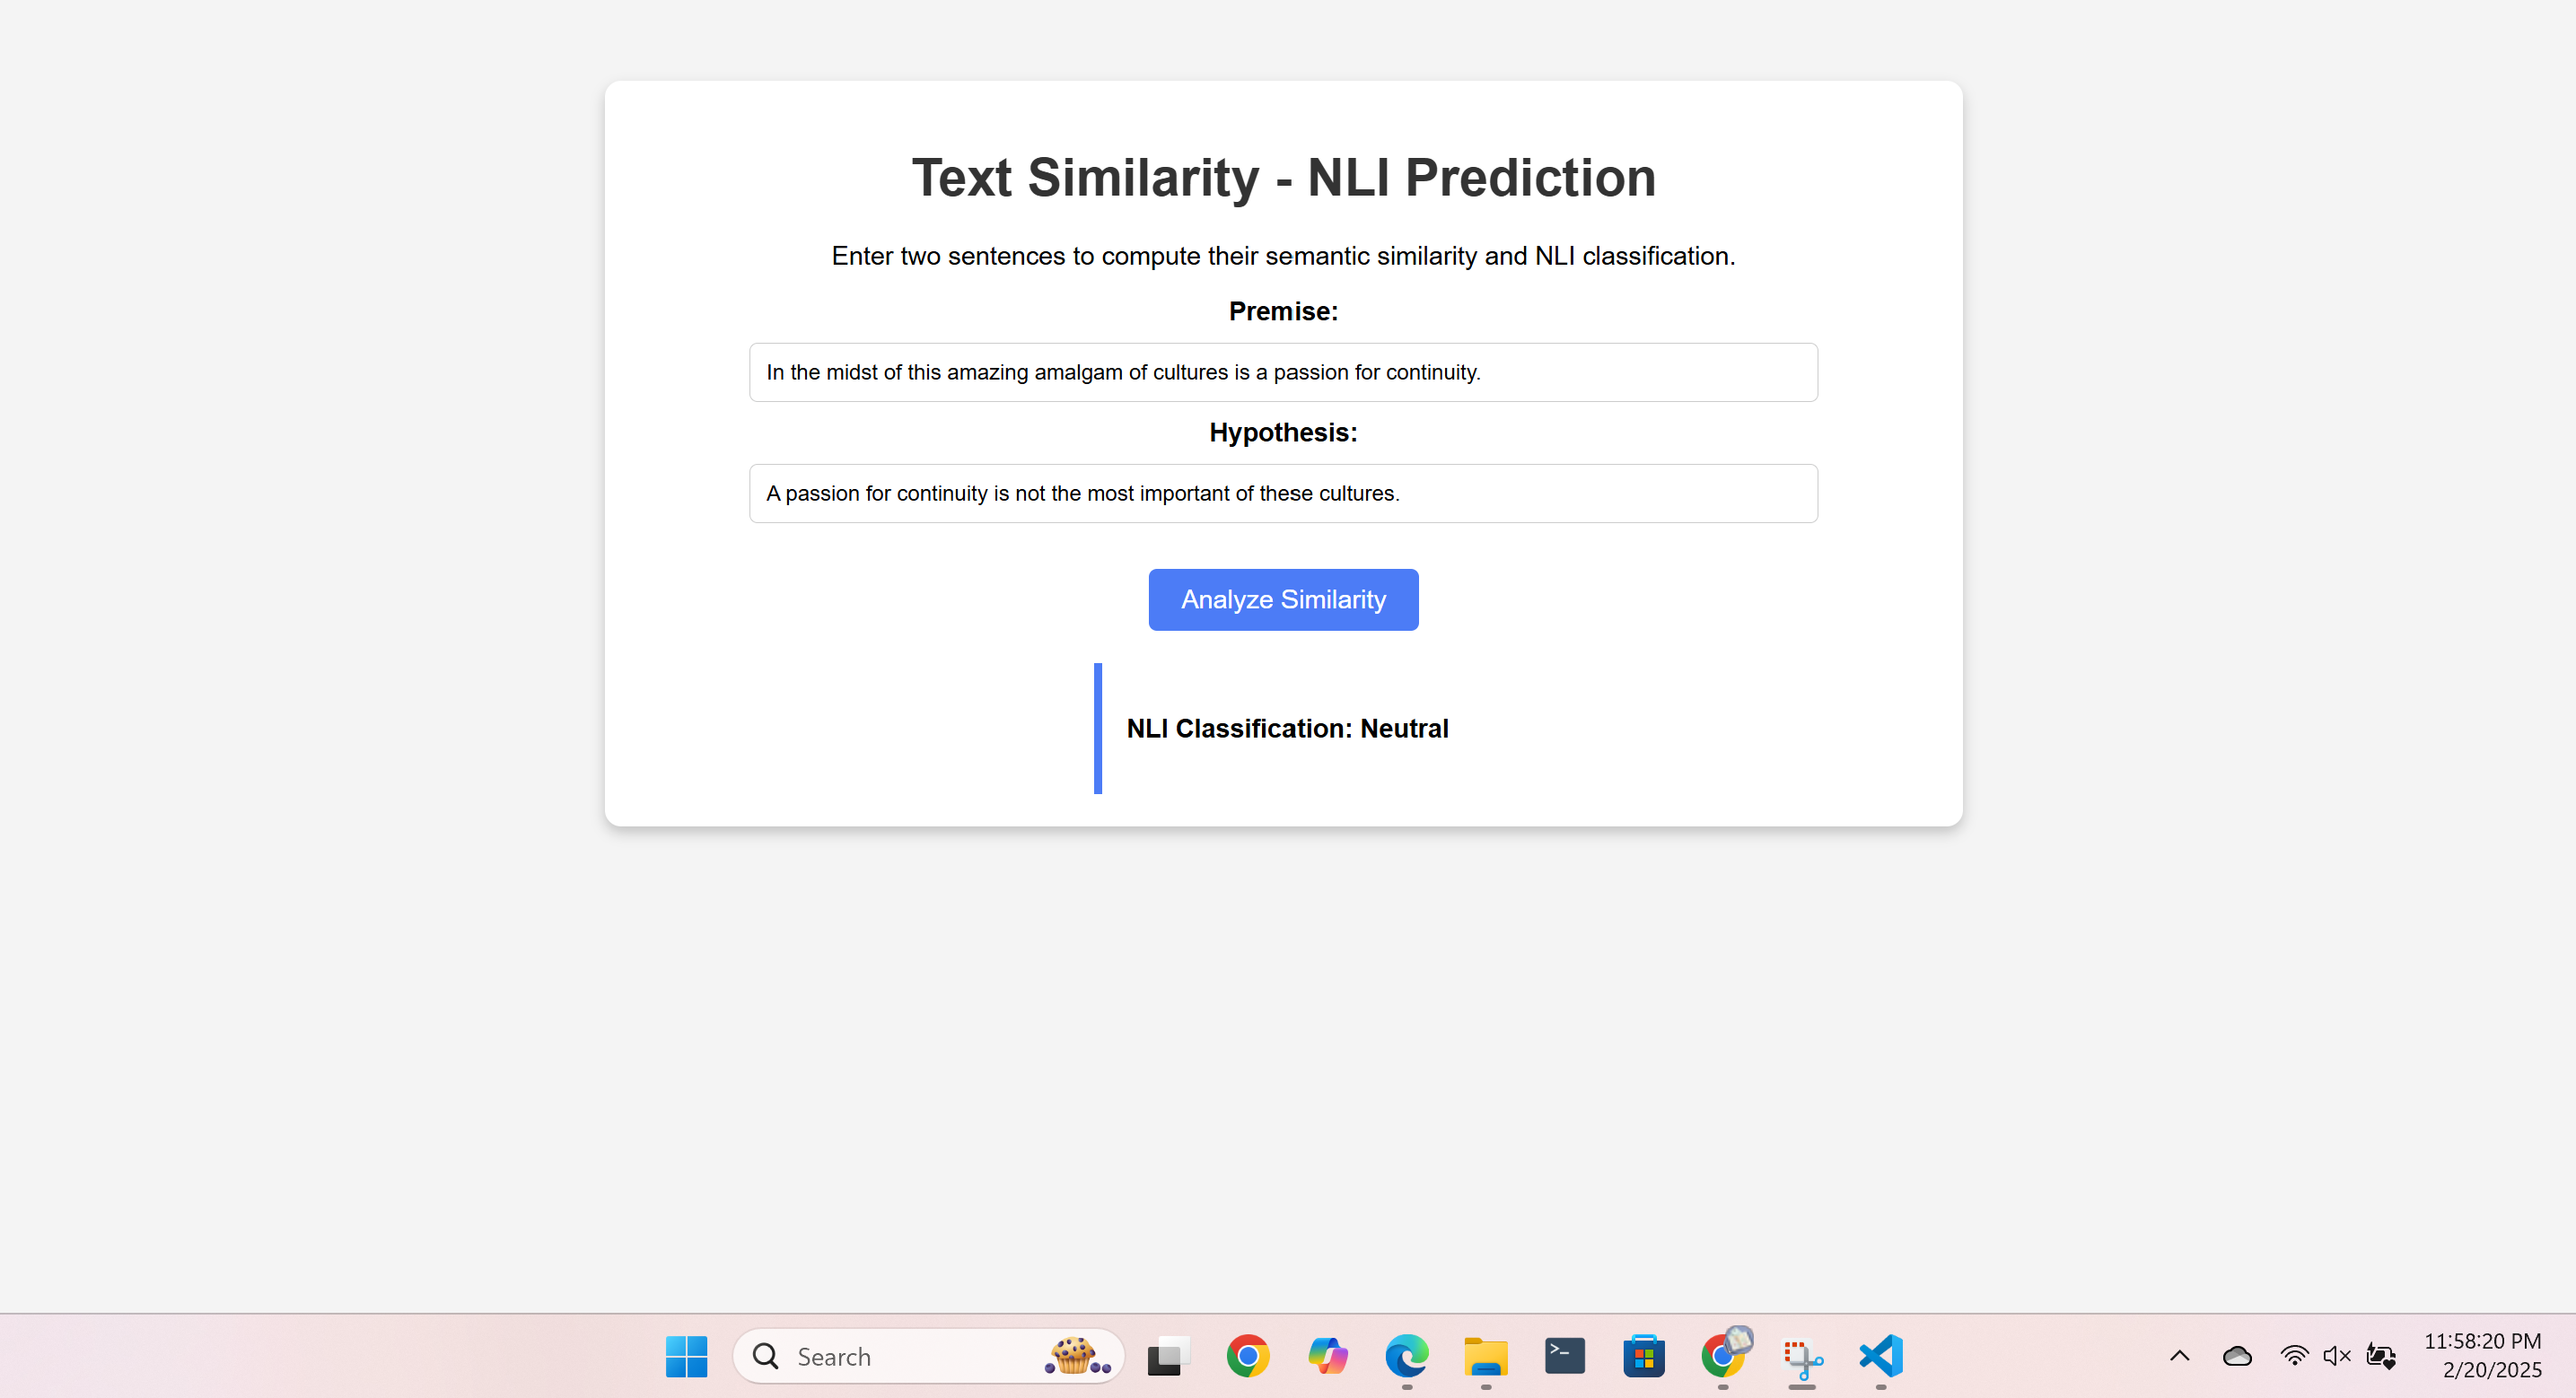 Text Similarity - NLI Prediction
Enter two sentences to compute their semantic similarity and NLI classification.
Premise:
In the midst of this amazing amalgam of cultures is a passion for continuity.
Hypothesis:
A passion for continuity is not the most important of these cultures.
Analyze Similarity
NLI Classification: Neutral
Search
11:58:20 PM
2/20/2025